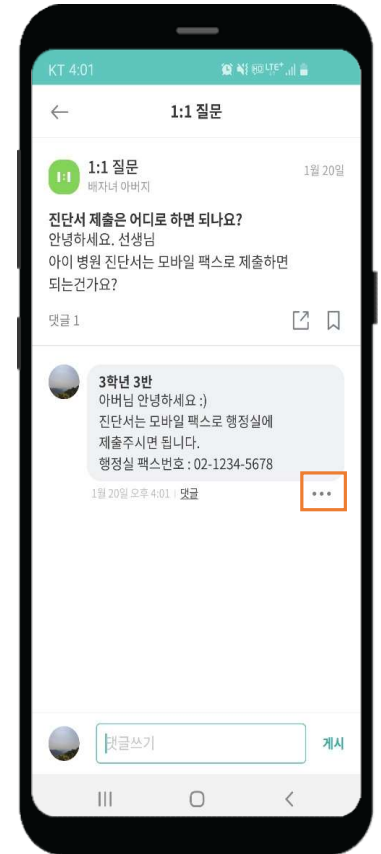 KT 4:01
1:1 질문
1:1
1:1 질문
1월 20일
배자녀 아버지
진단서 제출은 어디로 하면 되나요?
안녕하세요. 선생님
아이 병원 진단서는 모바일 팩스로 제출하면
되는건가요?
댓글 1
3학년 3반
아버님 안녕하세요 :)
진단서는 모바일 팩스로 행정실에
제출주시면 됩니다.
행정실 팩스번호 : 02-1234-5678
1월 20일 오후 4:01 | 댓글
댓글쓰기
게시